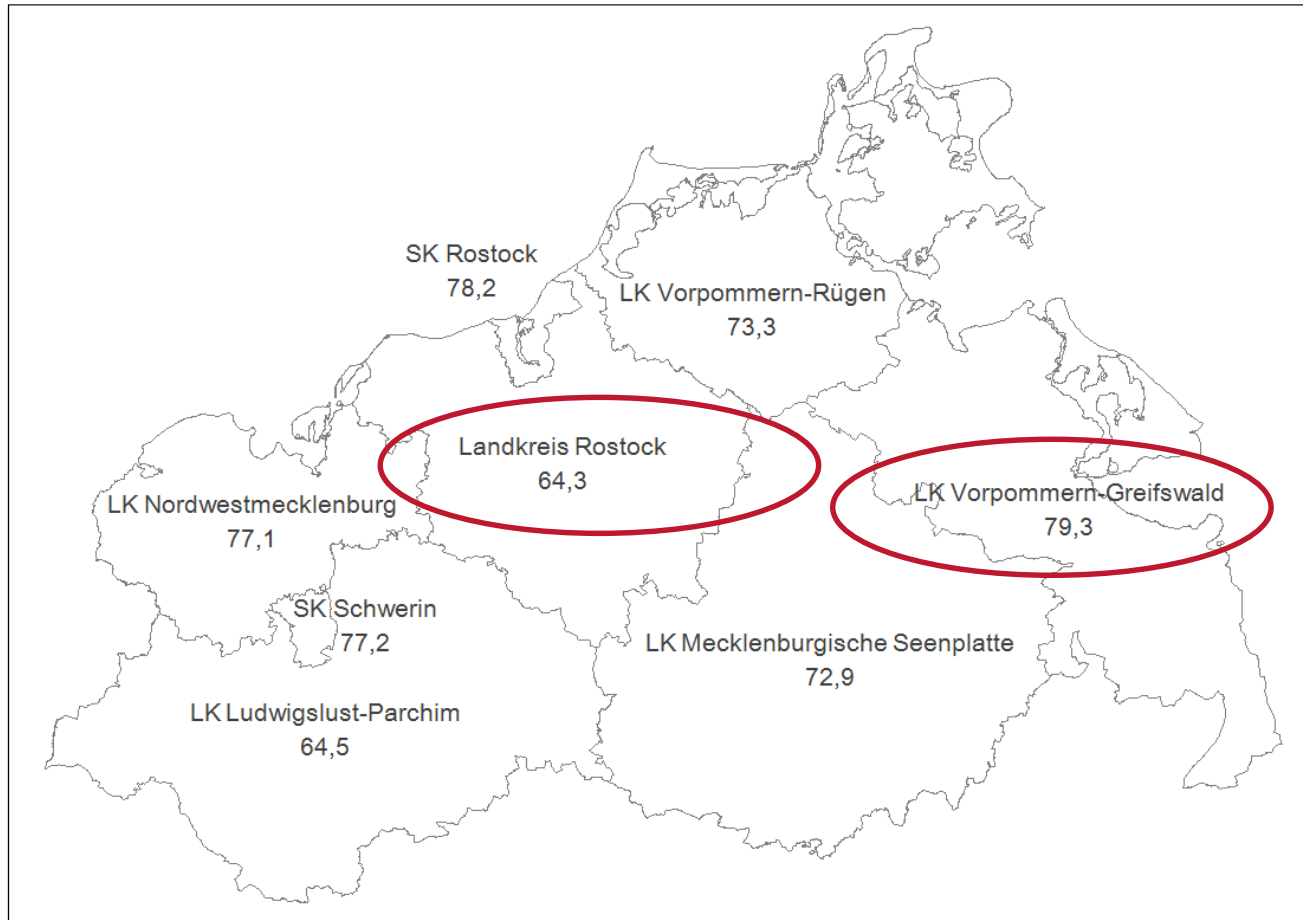 SK Rostock
78,2
LK Vorpommern-Rügen
73,3
Landkreis Rostock
64,3
LK Vorpommern-Greifswald
79,3
LK Nordwestmecklenburg
77,1
SK Schwerin
77,2
LK Mecklenburgische Seenplatte
72,9
LK Ludwigslust-Parchim
64,5